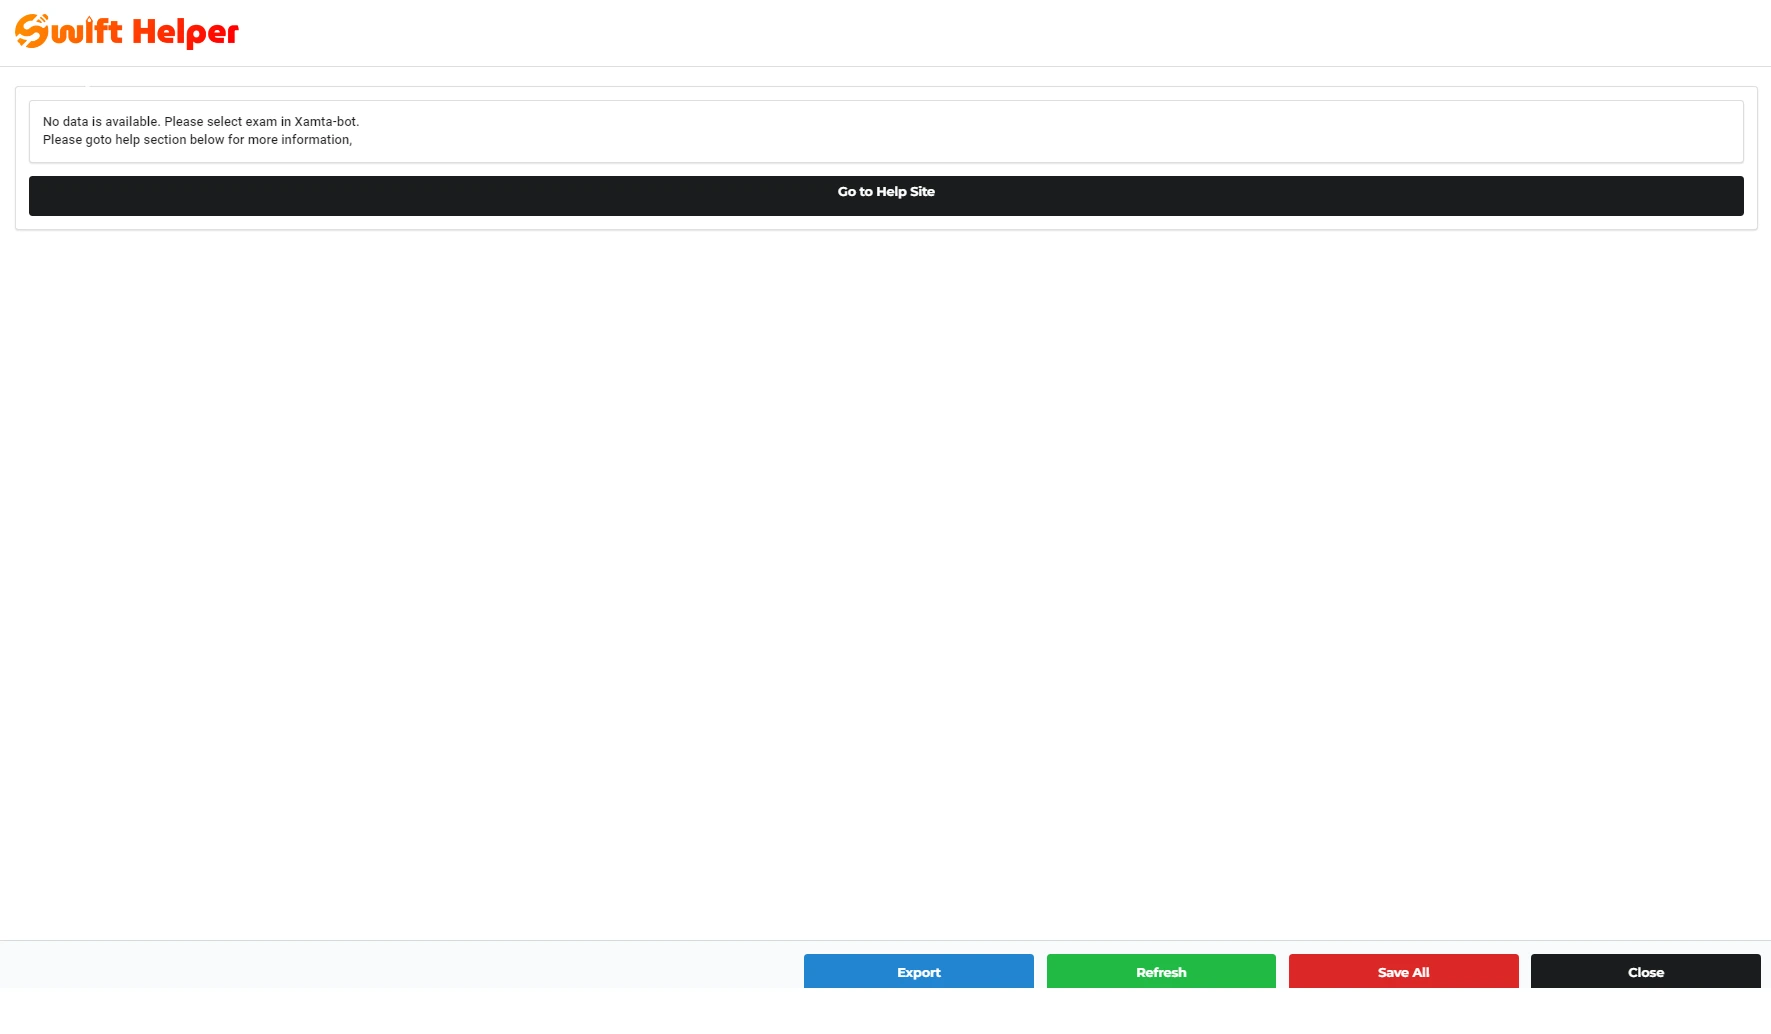 Swift Helper
No data is available. Please select exam in Xamta-bot.
Please goto help section below for more information,
Go to Help Site
Export
Refresh
Save All
Close